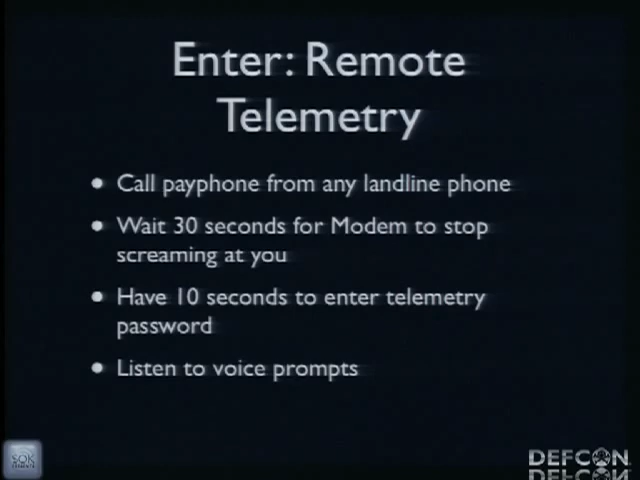 Enter: Remote
Telemetry
• Call payphone from any landline phone
• Wait 30 seconds for Modem to stop
screaming at you
• Have 10 seconds to enter telemetry
password
• Listen to voice prompts
DEFCON